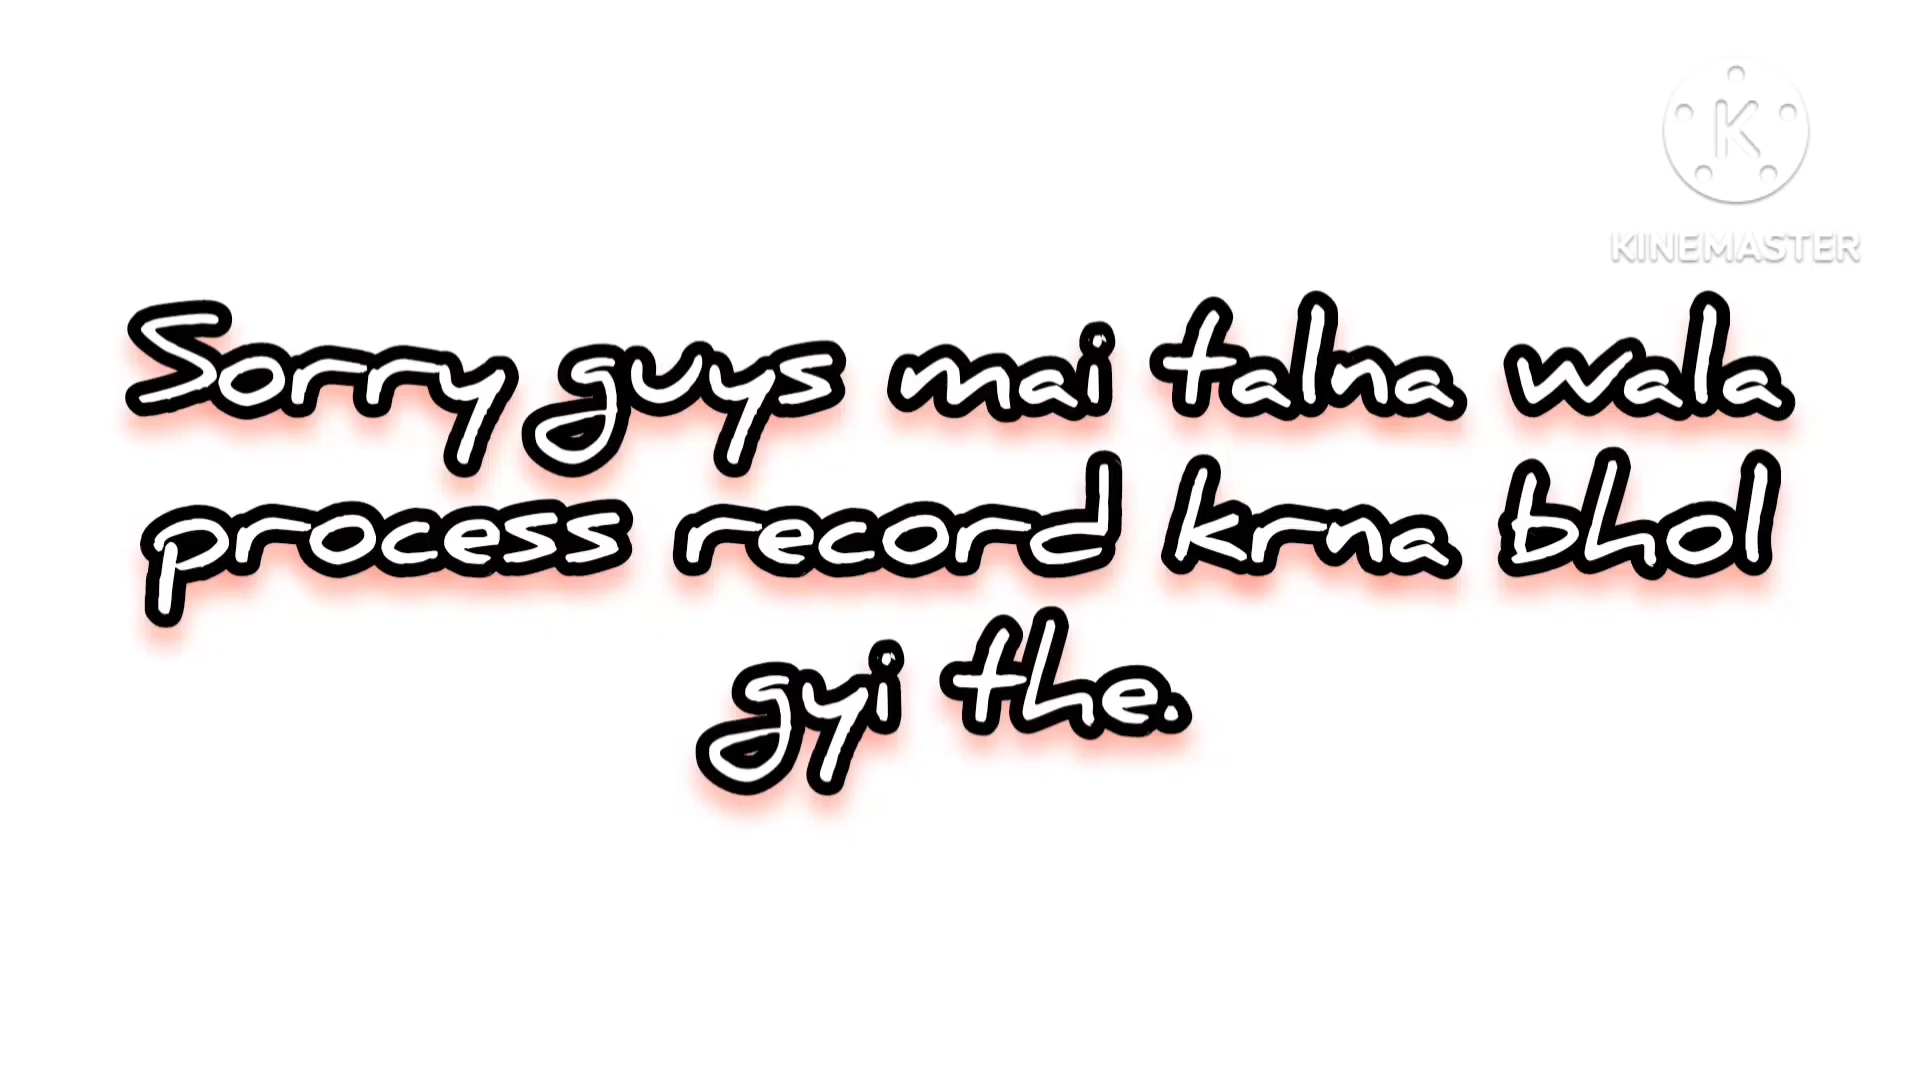 KINEMASTER
Sorry guys mai talna wala
process record krna bhol
gyi the.